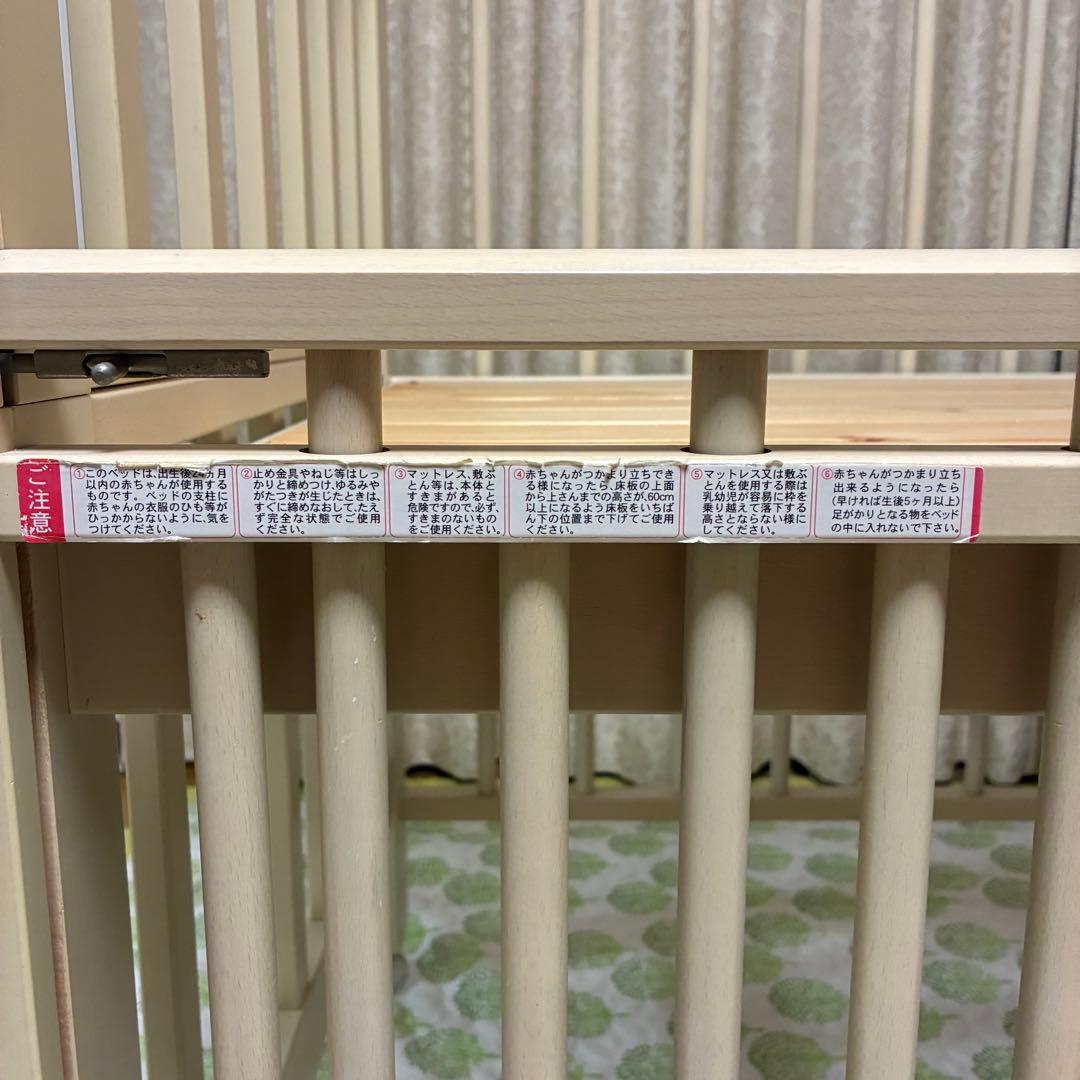 ご注意
①このベッドは、出生後24ヵ月
以内の赤ちゃんが使用する
ものです。ベッドの支柱に
赤ちゃんの衣服のひも等が
ひっかからないように、気を
つけてください。
②止め金具やねじ等はしっ
かりと締めつけ、ゆるみや
がたつきが生じたときは、
すぐに締めなおして、たえ
ず完全な状態でご使用
ください。
③マットレス、敷ぶ
とん等は、本体と
すきまがあると
危険ですので、必ず、
すきまのないもの
をご使用ください。
④赤ちゃんがつかまり立ちでき
る様になったら、床板の上面
から上さんまでの高さが、60cm
以上になるよう床板をいちば
ん下の位置まで下げてご使用
ください。
⑤マットレス又は敷ぶ
とんを使用する際は
乳幼児が容易に枠を
乗り越えて落下する
高さとならない様に
してください。
⑥赤ちゃんがつかまり立ち
出来るようになったら
(早ければ生後5ヶ月以上)
足がかりとなる物をベッド
の中に入れないで下さい。